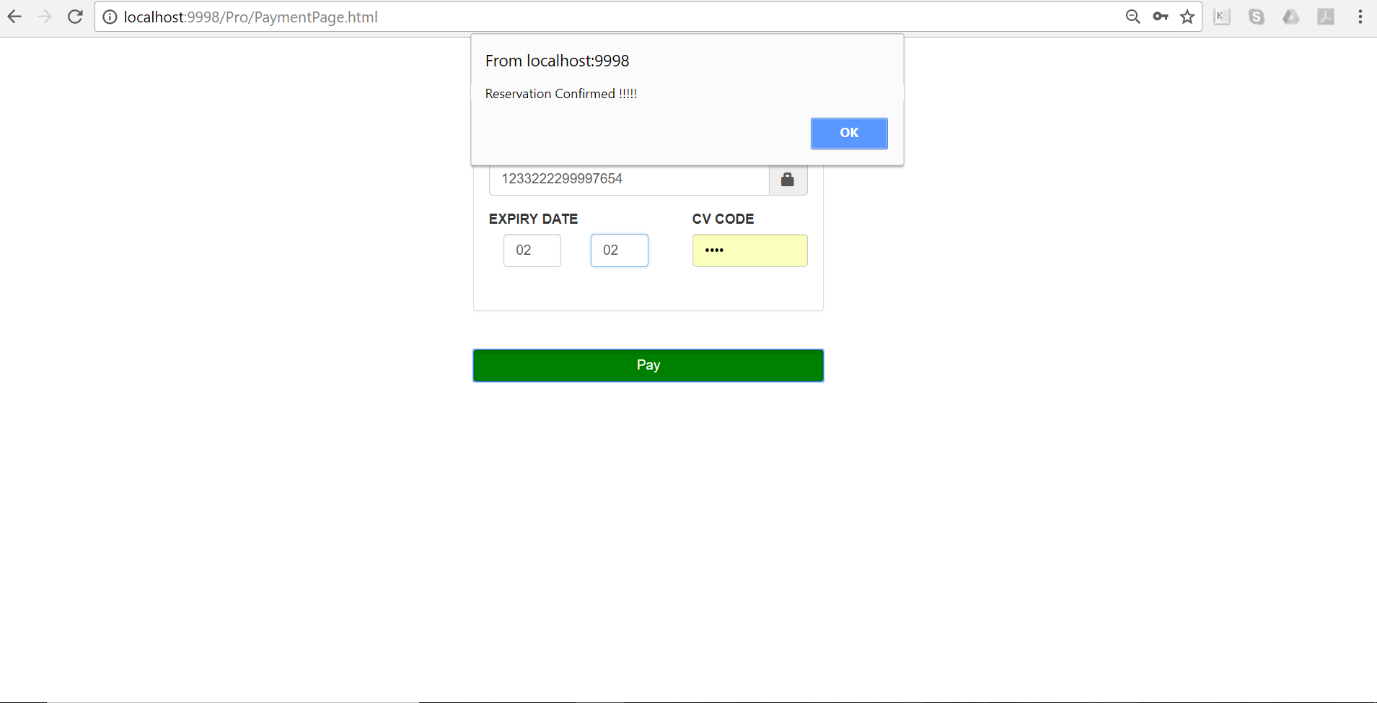 localhost:9998/Pro/PaymentPage.html
From localhost:9998
Reservation Confirmed !!!!!
OK
1233222299997654
EXPIRY DATE CV CODE
02 02 ••••
Pay